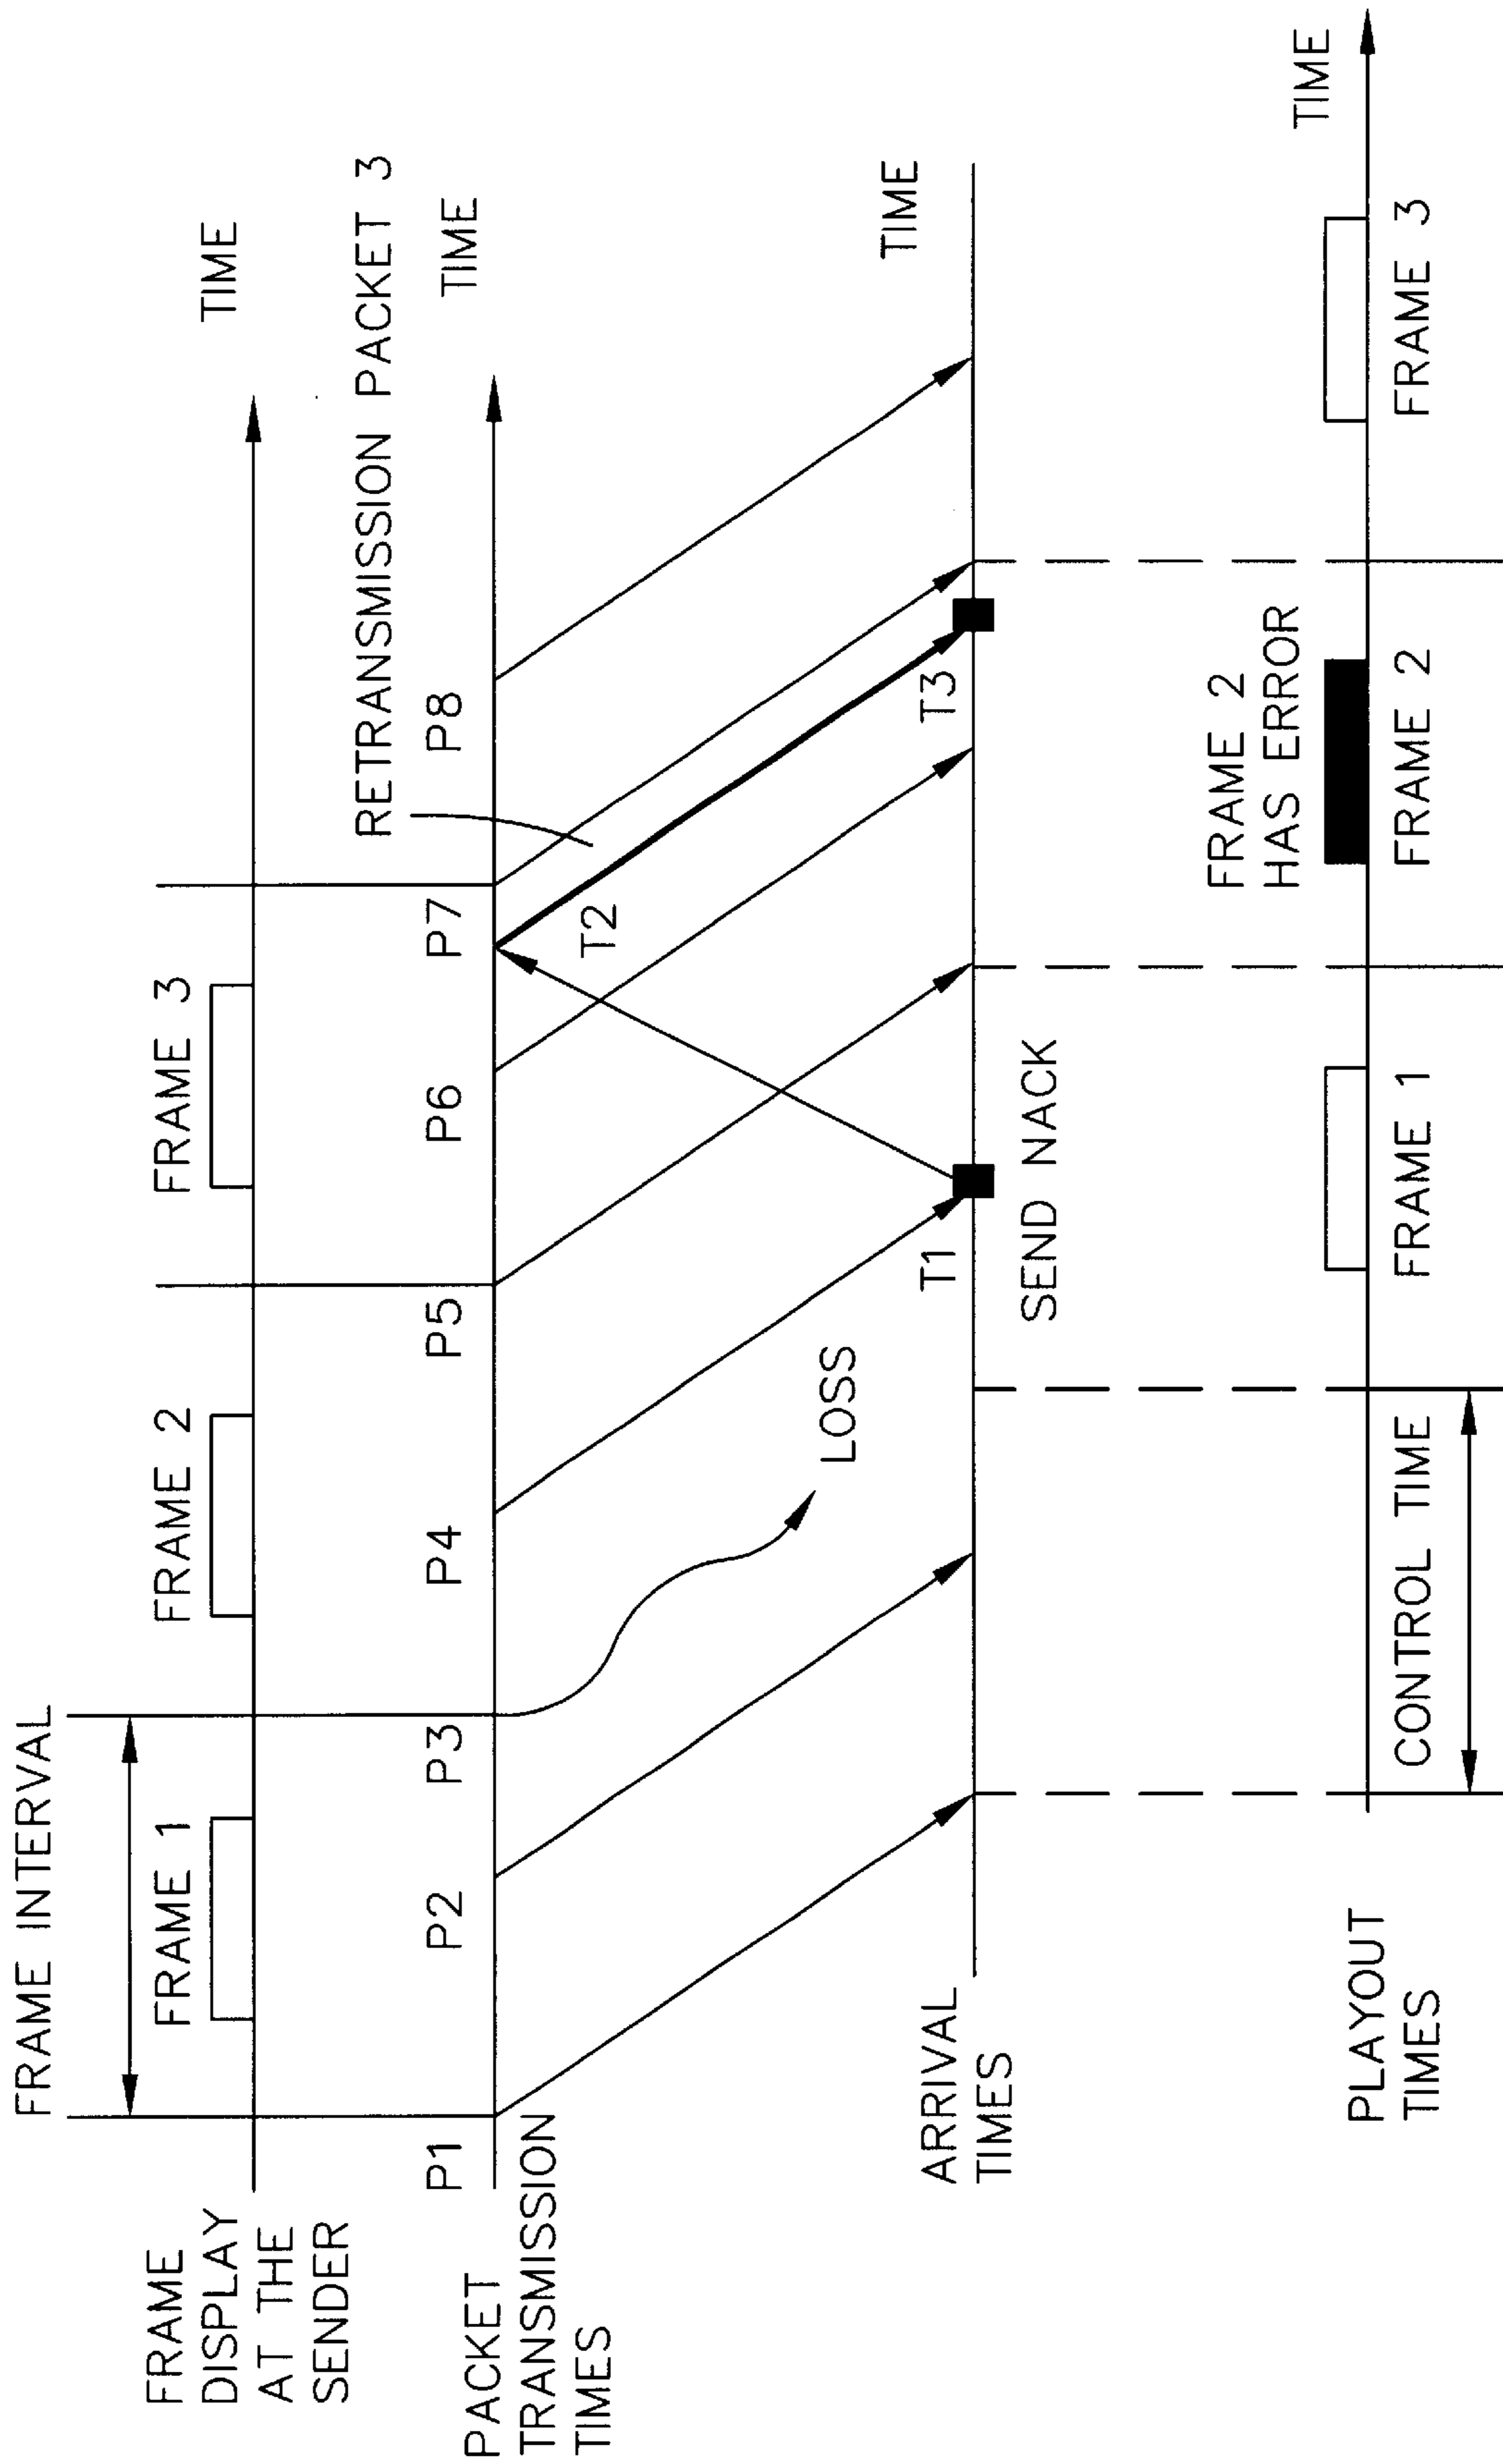 FRAME INTERVAL
FRAME
DISPLAY
AT THE
SENDER
FRAME 1
FRAME 2
FRAME 3
TIME
RETRANSMISSION PACKET 3
PACKET
TRANSMISSION
TIMES
P1
P2
P3
P4
P5
P6
P7
P8
TIME
T2
LOSS
ARRIVAL
TIMES
T1
T3
TIME
SEND NACK
FRAME 2
HAS ERROR
TIME
PLAYOUT
TIMES
CONTROL TIME
FRAME 1
FRAME 2
FRAME 3